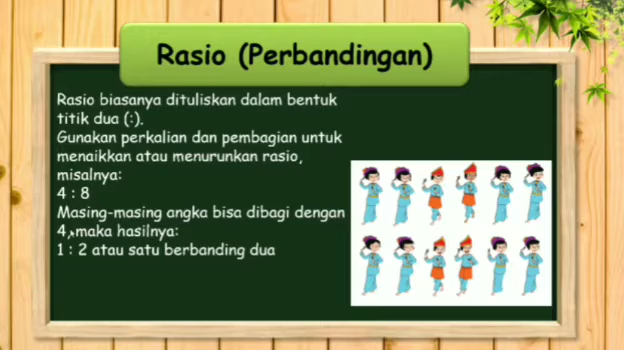 Rasio (Perbandingan)
Rasio biasanya dituliskan dalam bentuk
titik dua (:).
Gunakan perkalian dan pembagian untuk
menaikkan atau menurunkan rasio,
misalnya:
4 : 8
Masing-masing angka bisa dibagi dengan
4, maka hasilnya:
1 : 2 atau satu berbanding dua